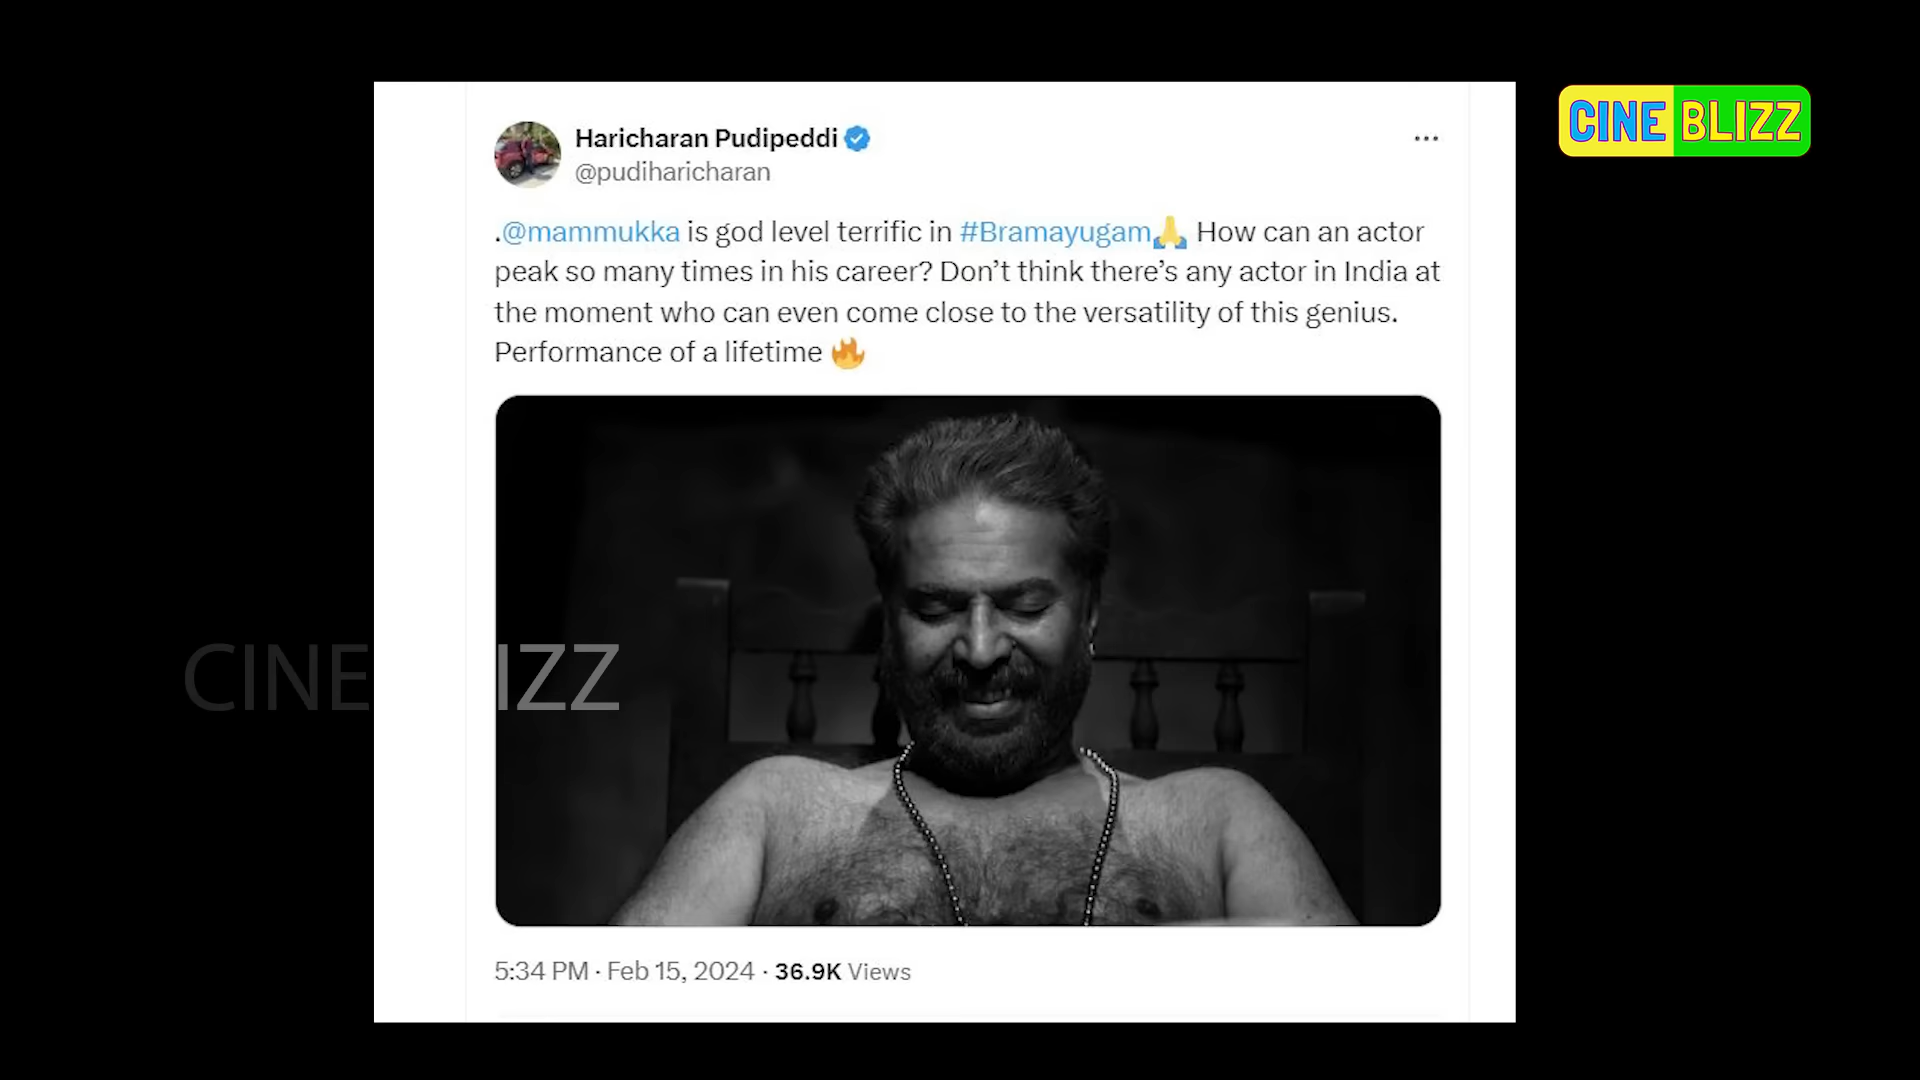 CINE BLIZZ
Haricharan Pudipeddi
@pudiharicharan
.@mammukka is god level terrific in #Bramayugam🙏 How can an actor
peak so many times in his career? Don’t think there’s any actor in India at
the moment who can even come close to the versatility of this genius.
Performance of a lifetime 🔥
CINE IZZ
5:34 PM · Feb 15, 2024 · 36.9K Views